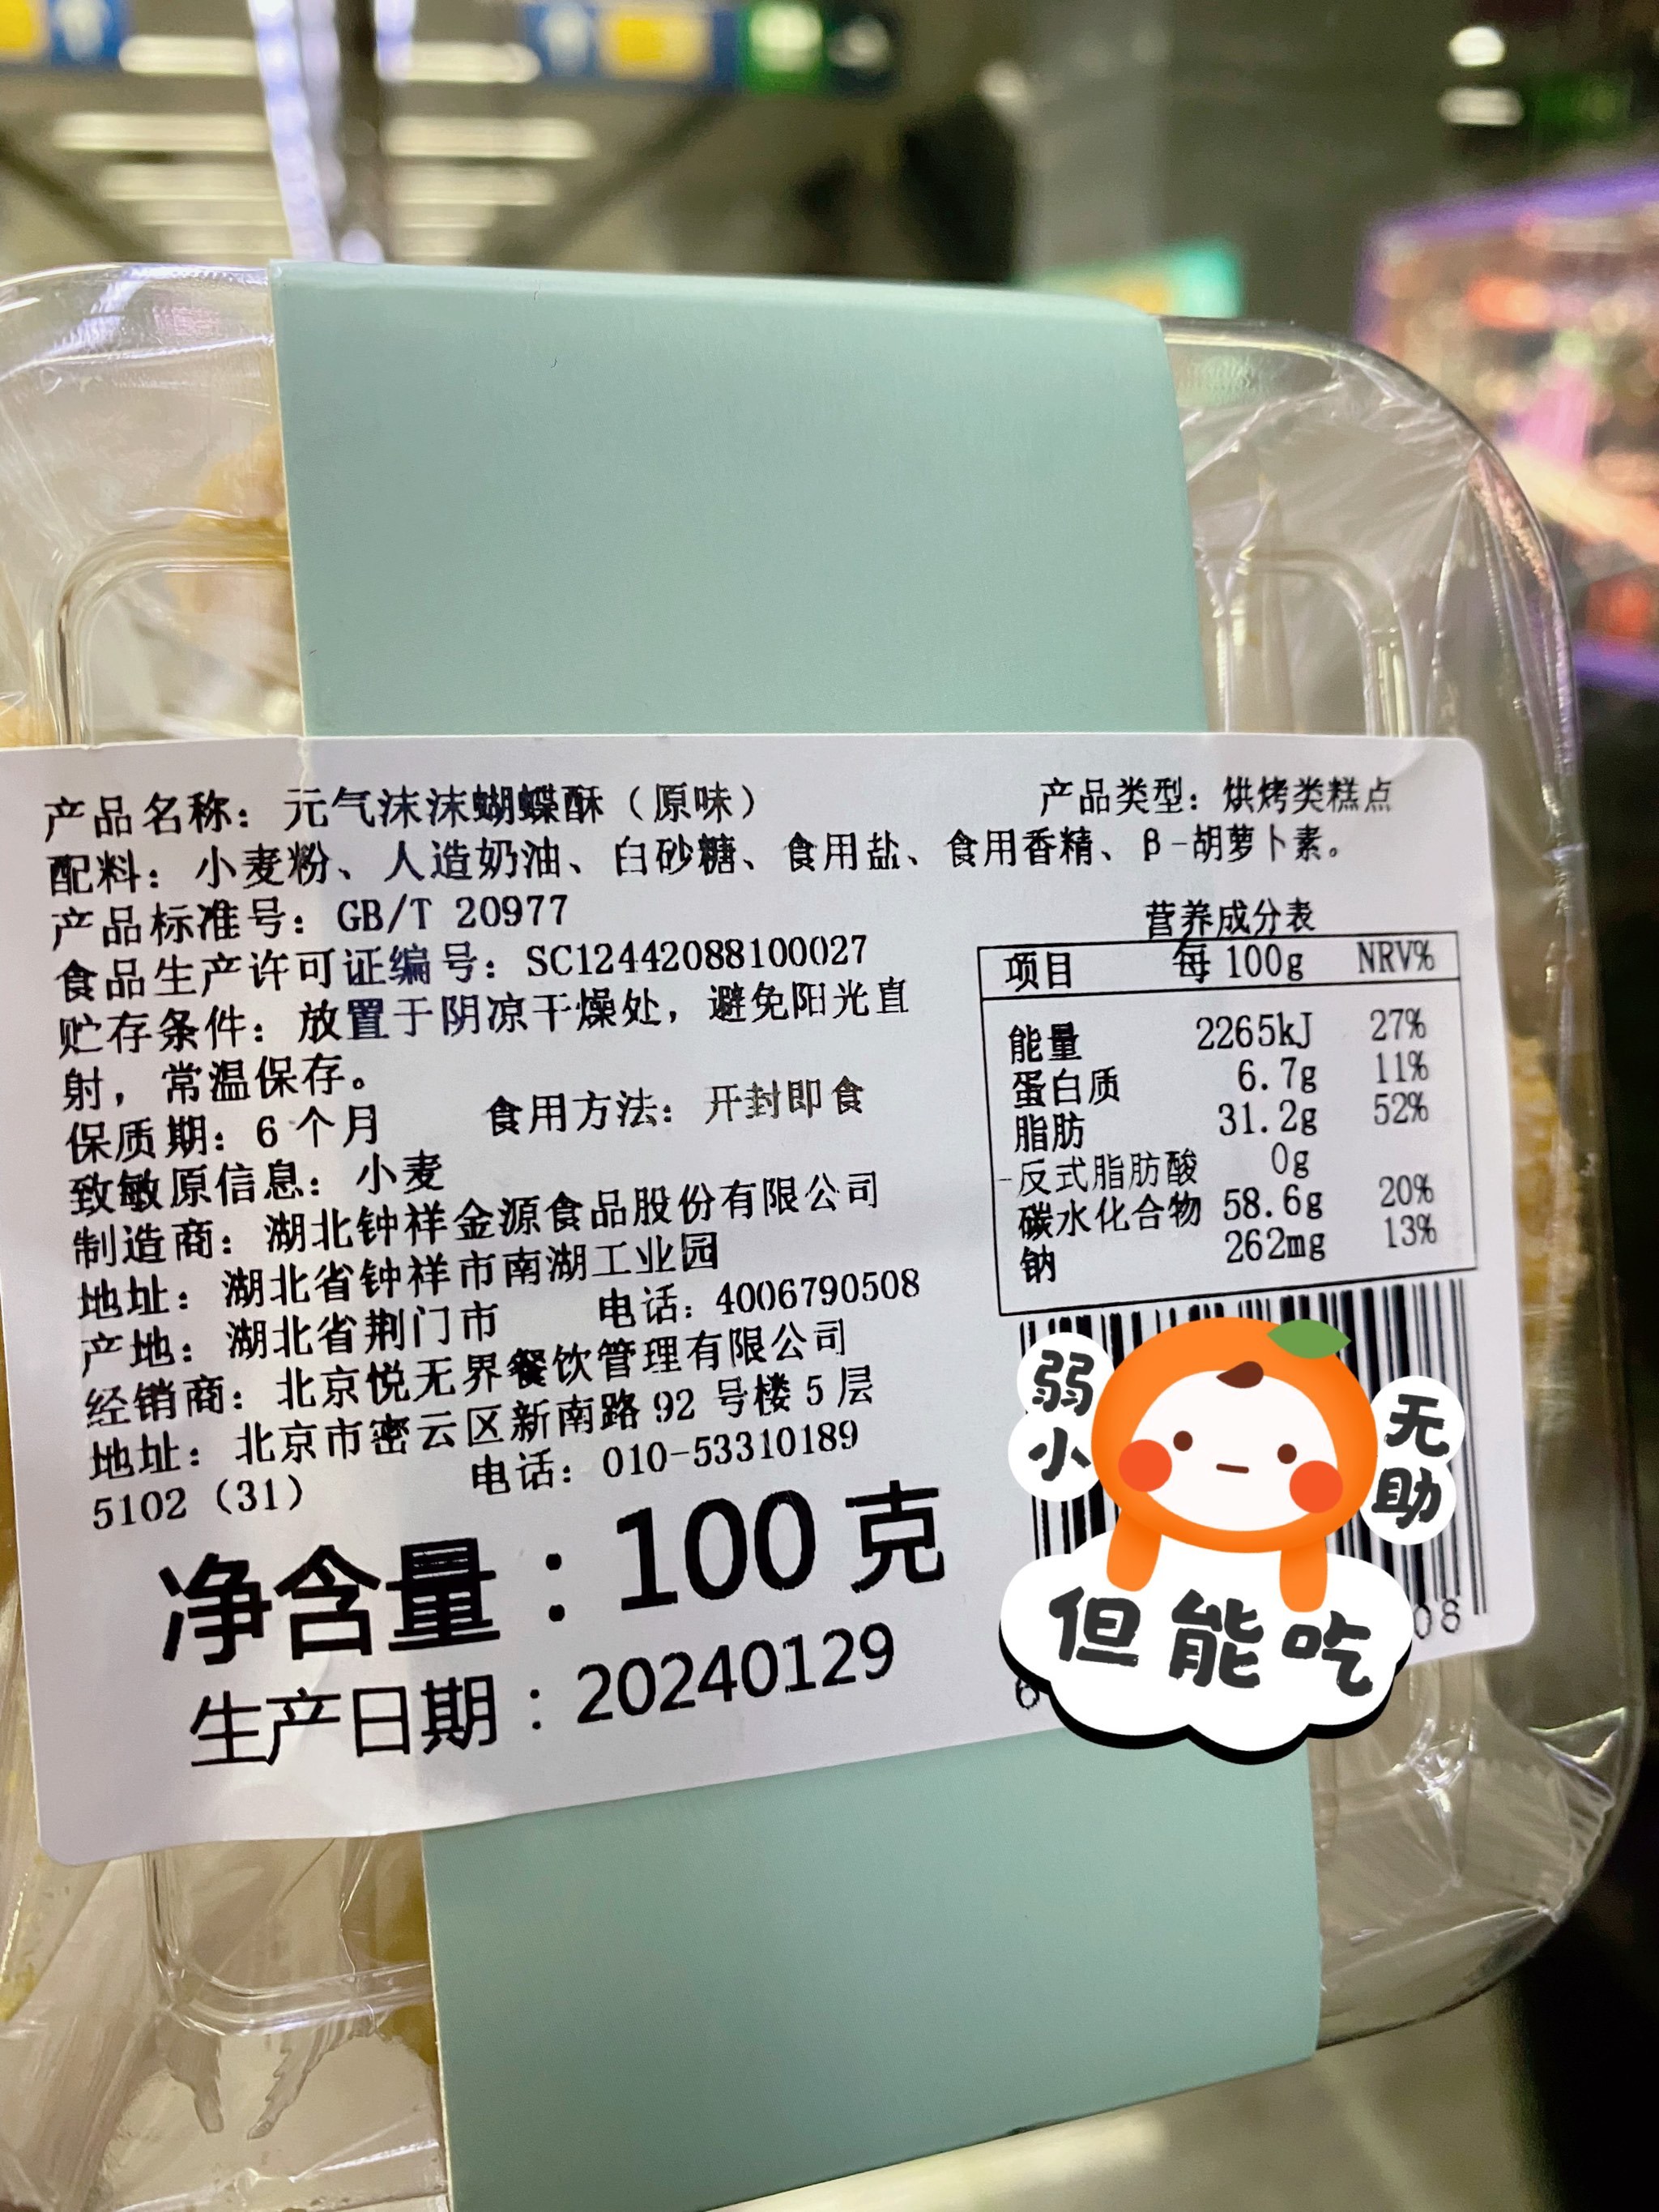 产品名称：元气沫沫蝴蝶酥（原味）
产品类型：烘烤类糕点
配料：小麦粉、人造奶油、白砂糖、食用盐、食用香精、β-胡萝卜素。
产品标准号：GB/T 20977
食品生产许可证编号：SC12442088100027
贮存条件：放置于阴凉干燥处，避免阳光直
射，常温保存。
保质期：6个月 食用方法：开封即食
致敏原信息：小麦
制造商：湖北钟祥金源食品股份有限公司
地址：湖北省钟祥市南湖工业园
产地：湖北省荆门市 电话：4006790508
经销商：北京悦无界餐饮管理有限公司
地址：北京市密云区新南路92号楼5层
5102（31） 电话：010-53310189
净含量：100克
生产日期：20240129
营养成分表
项目 每100g NRV%
能量 2265kJ 27%
蛋白质 6.7g 11%
脂肪 31.2g 52%
-反式脂肪酸 0g
碳水化合物 58.6g 20%
钠 262mg 13%
弱小
无助
但能吃
6
08